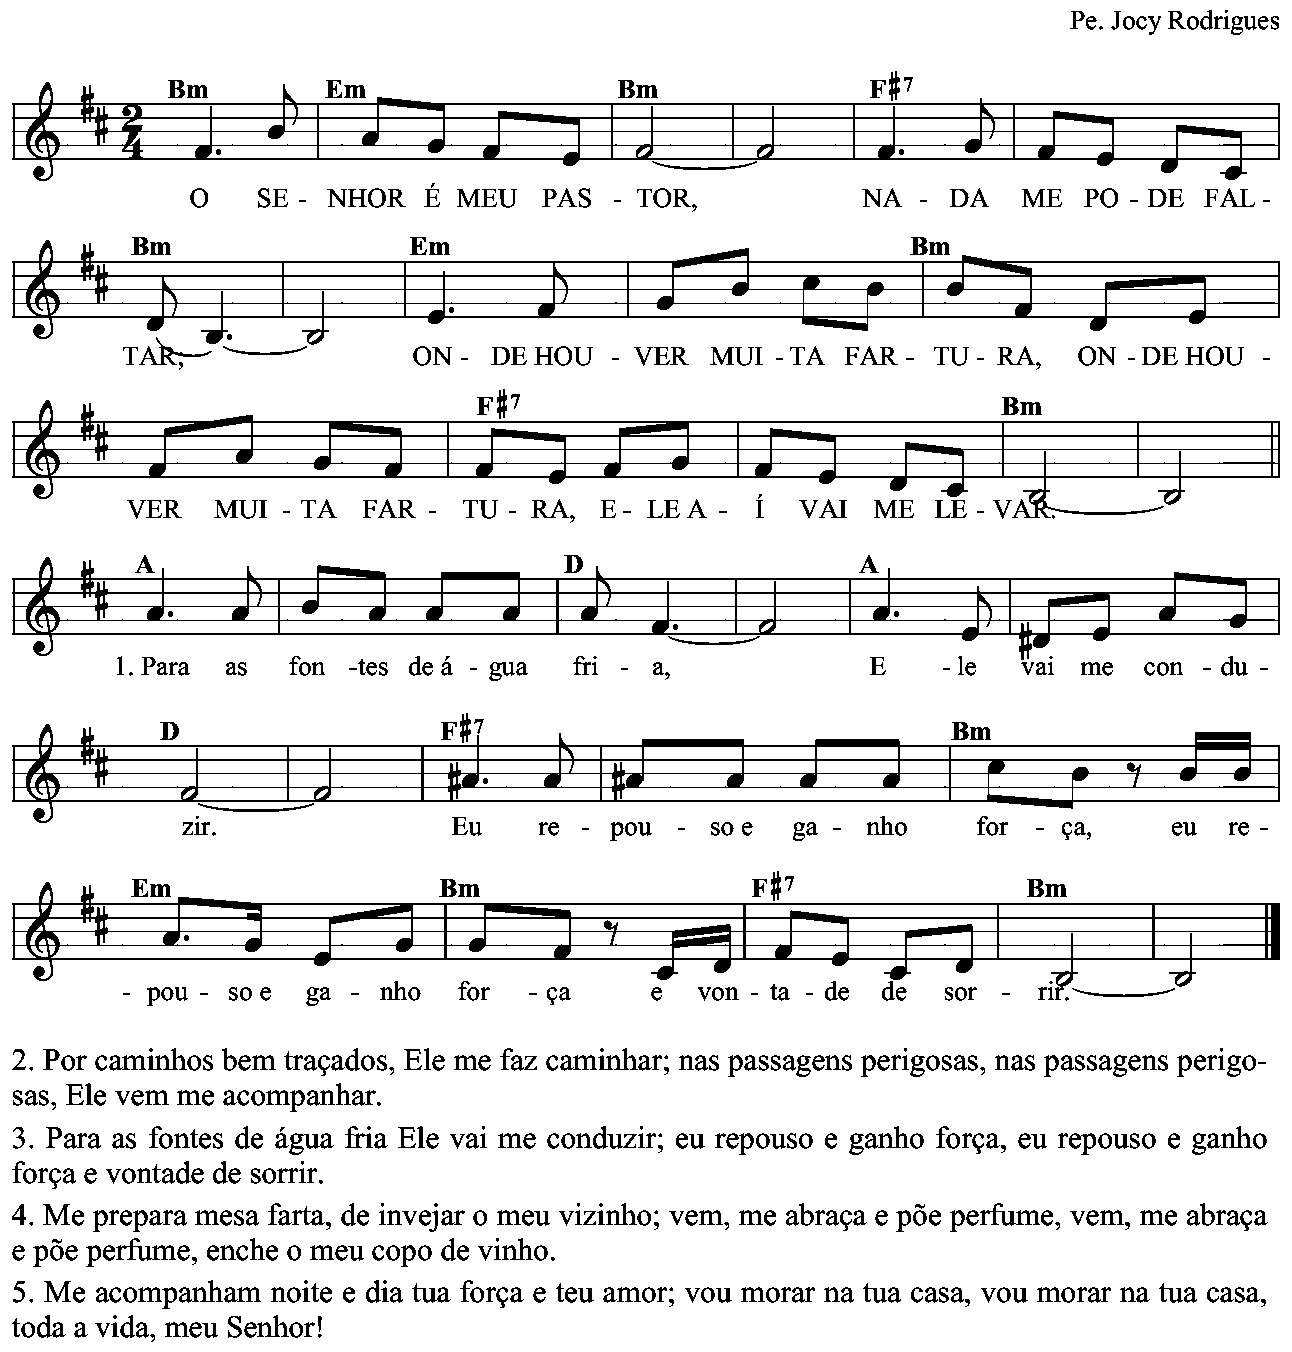 Pe. Jocy Rodrigues
Bm Em Bm F#7
2/4
O SE - NHOR É MEU PAS - TOR, NA - DA ME PO - DE FAL -
Bm Em Bm
TAR; ON - DE HOU - VER MUI - TA FAR - TU - RA, ON - DE HOU -
F#7 Bm
VER MUI - TA FAR - TU - RA, E - LE A - Í VAI ME LE - VAR.
A D A
1. Para as fon -tes de á - gua fri - a, E -le vai me con - du -
D F#7 Bm
zir. Eu re - pou - so e ga - nho for - ça, eu re -
Em Bm F#7 Bm
- pou - so e ga - nho for - ça e von - ta - de de sor - rir.
2. Por caminhos bem traçados, Ele me faz caminhar; nas passagens perigosas, nas passagens perigo-
sas, Ele vem me acompanhar.
3. Para as fontes de água fria Ele vai me conduzir; eu repouso e ganho força, eu repouso e ganho
força e vontade de sorrir.
4. Me prepara mesa farta, de invejar o meu vizinho; vem, me abraça e põe perfume, vem, me abraça
e põe perfume, enche o meu copo de vinho.
5. Me acompanham noite e dia tua força e teu amor; vou morar na tua casa, vou morar na tua casa,
toda a vida, meu Senhor!